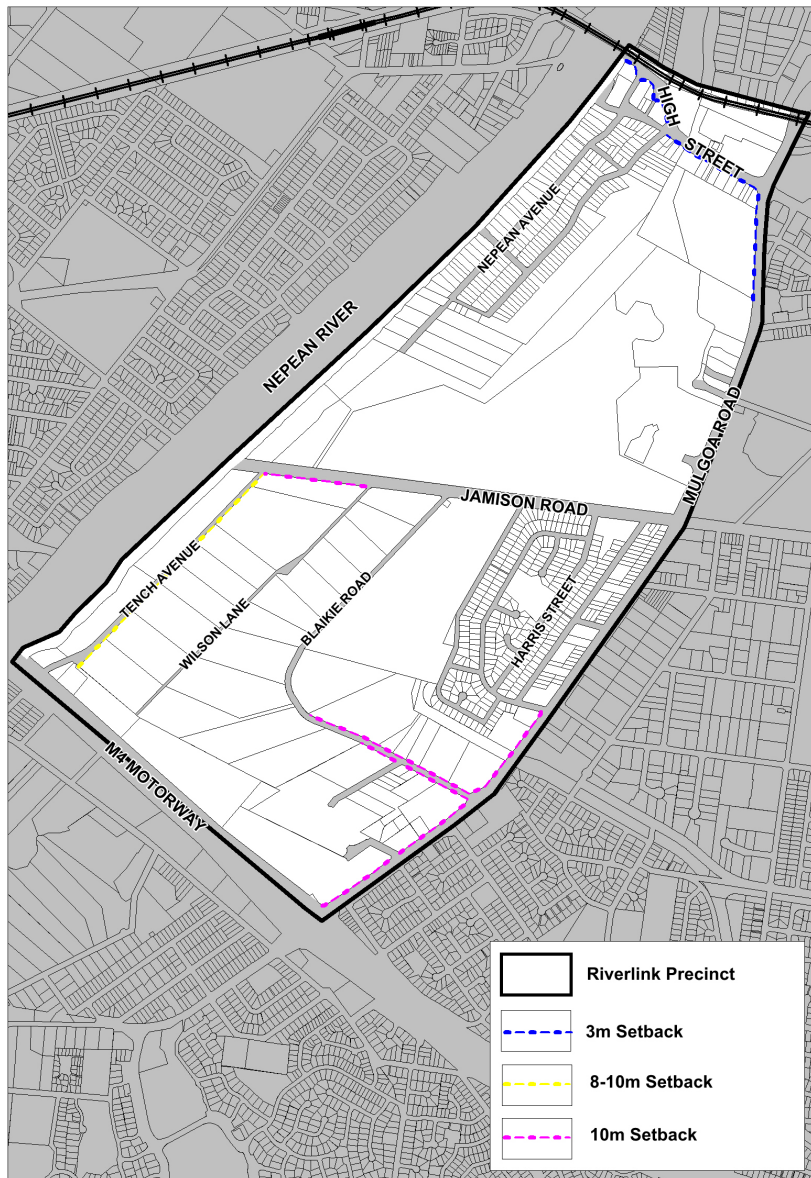 HIGH
STREET
NEPEAN AVENUE
NEPEAN RIVER
MULGOA ROAD
JAMISON ROAD
TENCH AVENUE
WILSON LANE
BLAIKIE ROAD
HARRIS STREET
M4 MOTORWAY
Riverlink Precinct
3m Setback
8-10m Setback
10m Setback